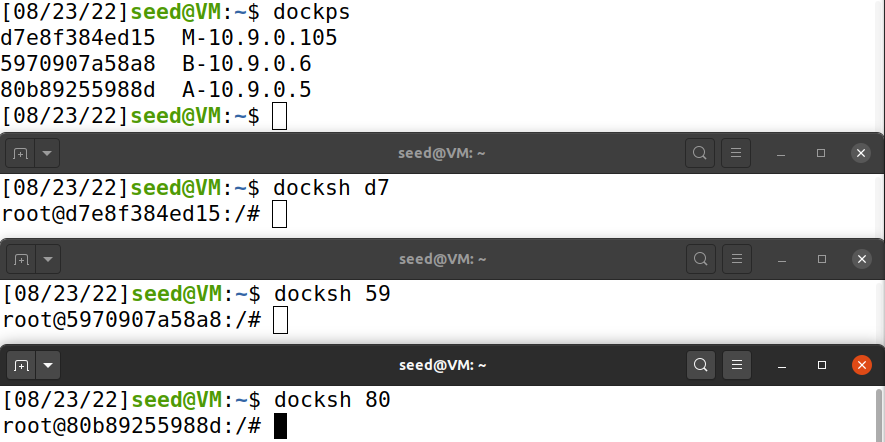 [08/23/22]seed@VM:~$ dockps
d7e8f384ed15  M-10.9.0.105
5970907a58a8  B-10.9.0.6
80b89255988d  A-10.9.0.5
[08/23/22]seed@VM:~$
seed@VM: ~
[08/23/22]seed@VM:~$ docksh d7
root@d7e8f384ed15:/#
seed@VM: ~
[08/23/22]seed@VM:~$ docksh 59
root@5970907a58a8:/#
seed@VM: ~
[08/23/22]seed@VM:~$ docksh 80
root@80b89255988d:/#